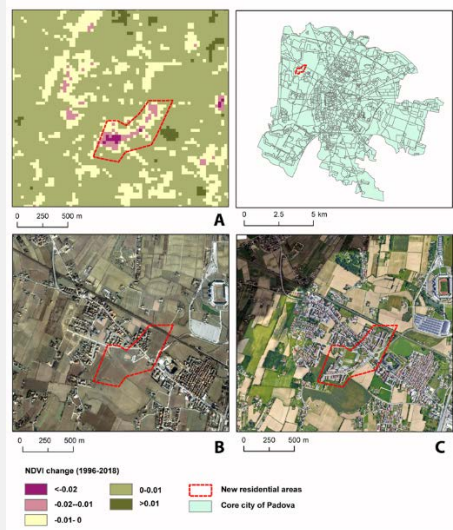 0 250 500 m
A
0 2.5 5 km
B
0 250 500 m
C
0 250 500 m
NDVI change (1996-2018)
<-0.02
-0.02--0.01
-0.01- 0
0-0.01
>0.01
New residential areas
Core city of Padova